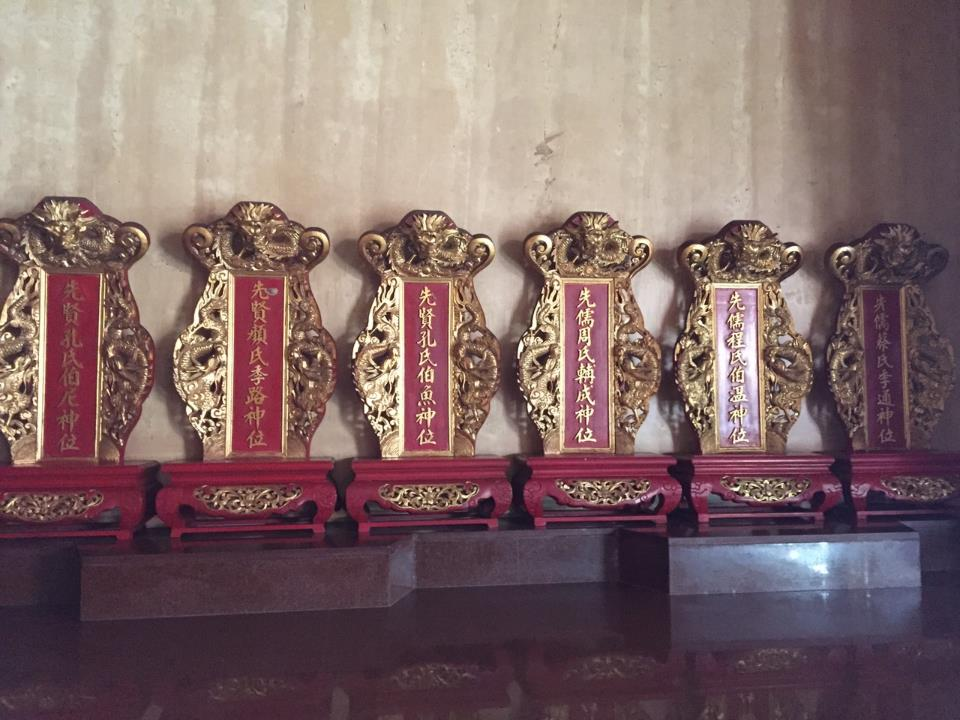 先賢孔氏伯尼神位
先賢顏氏季路神位
先賢孔氏伯魚神位
先儒周氏輔成神位
先儒程氏伯溫神位
先儒蔡氏季通神位